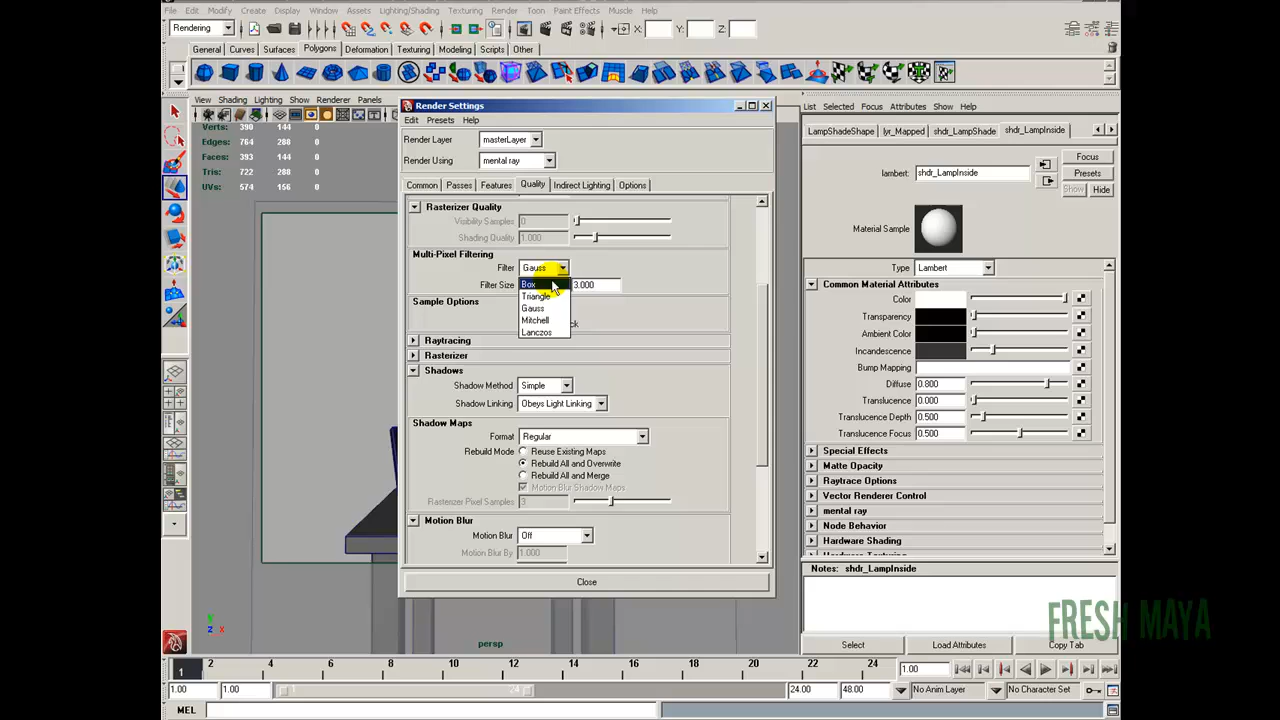 File Edit Modify Create Display Window Assets Lighting/Shading Texturing Render Toon Paint Effects Muscle Help
Rendering X: Y: Z:
General Curves Surfaces Polygons Deformation Texturing Modeling Scripts Other
View Shading Lighting Show Renderer Panels
Verts: 390 144 0
Edges: 764 288 0
Faces: 393 144 0
Tris: 722 288 0
UVs: 574 156 0
Render Settings
Edit Presets Help
Render Layer masterLayer
Render Using mental ray
Common Passes Features Quality Indirect Lighting Options
Rasterizer Quality
Visibility Samples 0
Shading Quality 1.000
Multi-Pixel Filtering
Filter Gauss
Filter Size 3.000
Box
Triangle
Gauss
Mitchell
Lanczos
Sample Options
Raytracing
Rasterizer
Shadows
Shadow Method Simple
Shadow Linking Obeys Light Linking
Shadow Maps
Format Regular
Rebuild Mode Reuse Existing Maps
Rebuild All and Overwrite
Rebuild All and Merge
Motion Blur Shadow Maps
Rasterizer Pixel Samples 3
Motion Blur
Motion Blur Off
Motion Blur By 1.000
Close
persp
y
z x
List Selected Focus Attributes Show Help
LampShadeShape lyr_Mapped shdr_LampShade shdr_LampInside
lambert: shdr_LampInside
Focus
Presets
Show Hide
Material Sample
Type Lambert
Common Material Attributes
Color
Transparency
Ambient Color
Incandescence
Bump Mapping
Diffuse 0.800
Translucence 0.000
Translucence Depth 0.500
Translucence Focus 0.500
Special Effects
Matte Opacity
Raytrace Options
Vector Renderer Control
mental ray
Node Behavior
Hardware Shading
Hardware Texturing
Notes: shdr_LampInside
FRESH MAYA
Select Load Attributes Copy Tab
1 2 4 6 8 10 12 14 16 18 20 22 24 1.00
1.00 1.00 1 24 24.00 48.00 No Anim Layer No Character Set
MEL